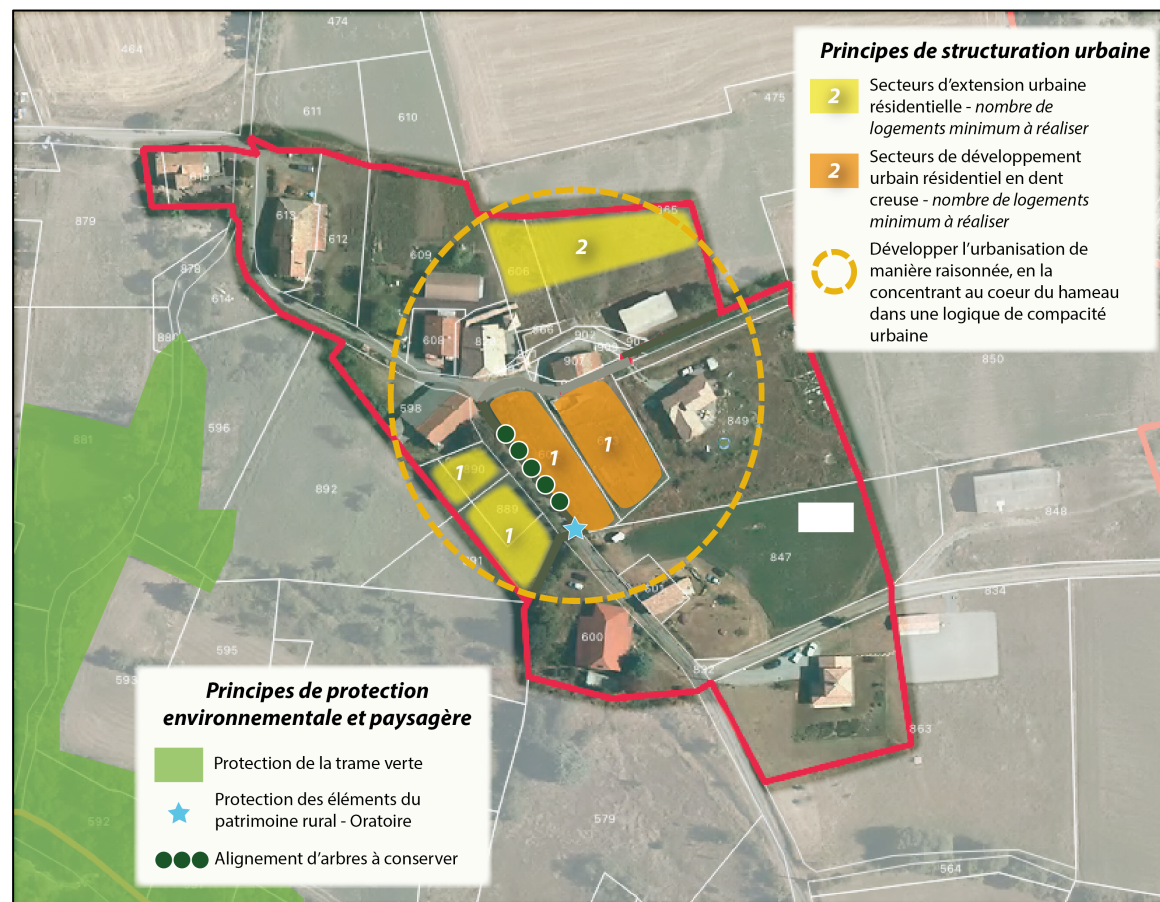 474
464
475
611
610
Principes de structuration urbaine
2
Secteurs d'extension urbaine
résidentielle - nombre de
logements minimum à réaliser
2
Secteurs de développement
urbain résidentiel en dent
creuse - nombre de logements
minimum à réaliser
Développer l'urbanisation de
manière raisonnée, en la
concentrant au coeur du hameau
dans une logique de compacité
urbaine
879
613
612
609
878
614
880
2
606
866
902
903
608
850
598
849
596
881
892
1
890
1
1
889
1
891
847
848
834
601
600
832
595
593
863
592
579
564
Principes de protection
environnementale et paysagère
Protection de la trame verte
Protection des éléments du
patrimoine rural - Oratoire
Alignement d'arbres à conserver